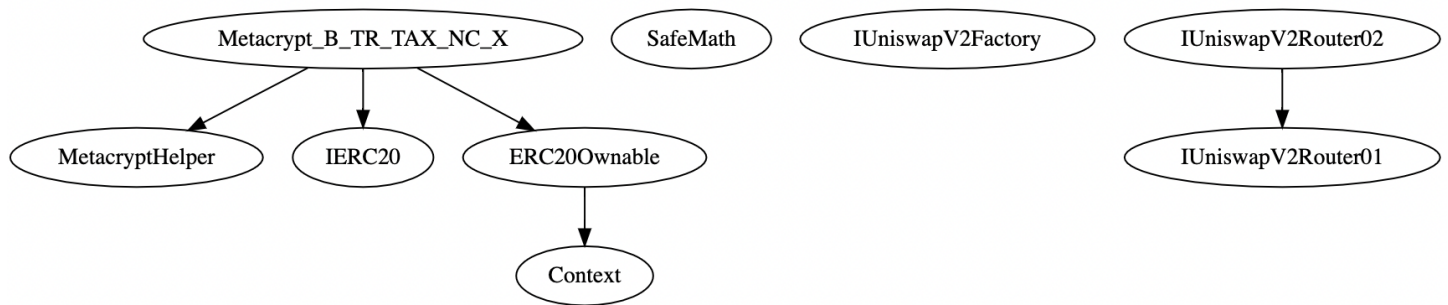 Metacrypt_B_TR_TAX_NC_X
SafeMath
IUniswapV2Factory
IUniswapV2Router02
MetacryptHelper
IERC20
ERC20Ownable
IUniswapV2Router01
Context